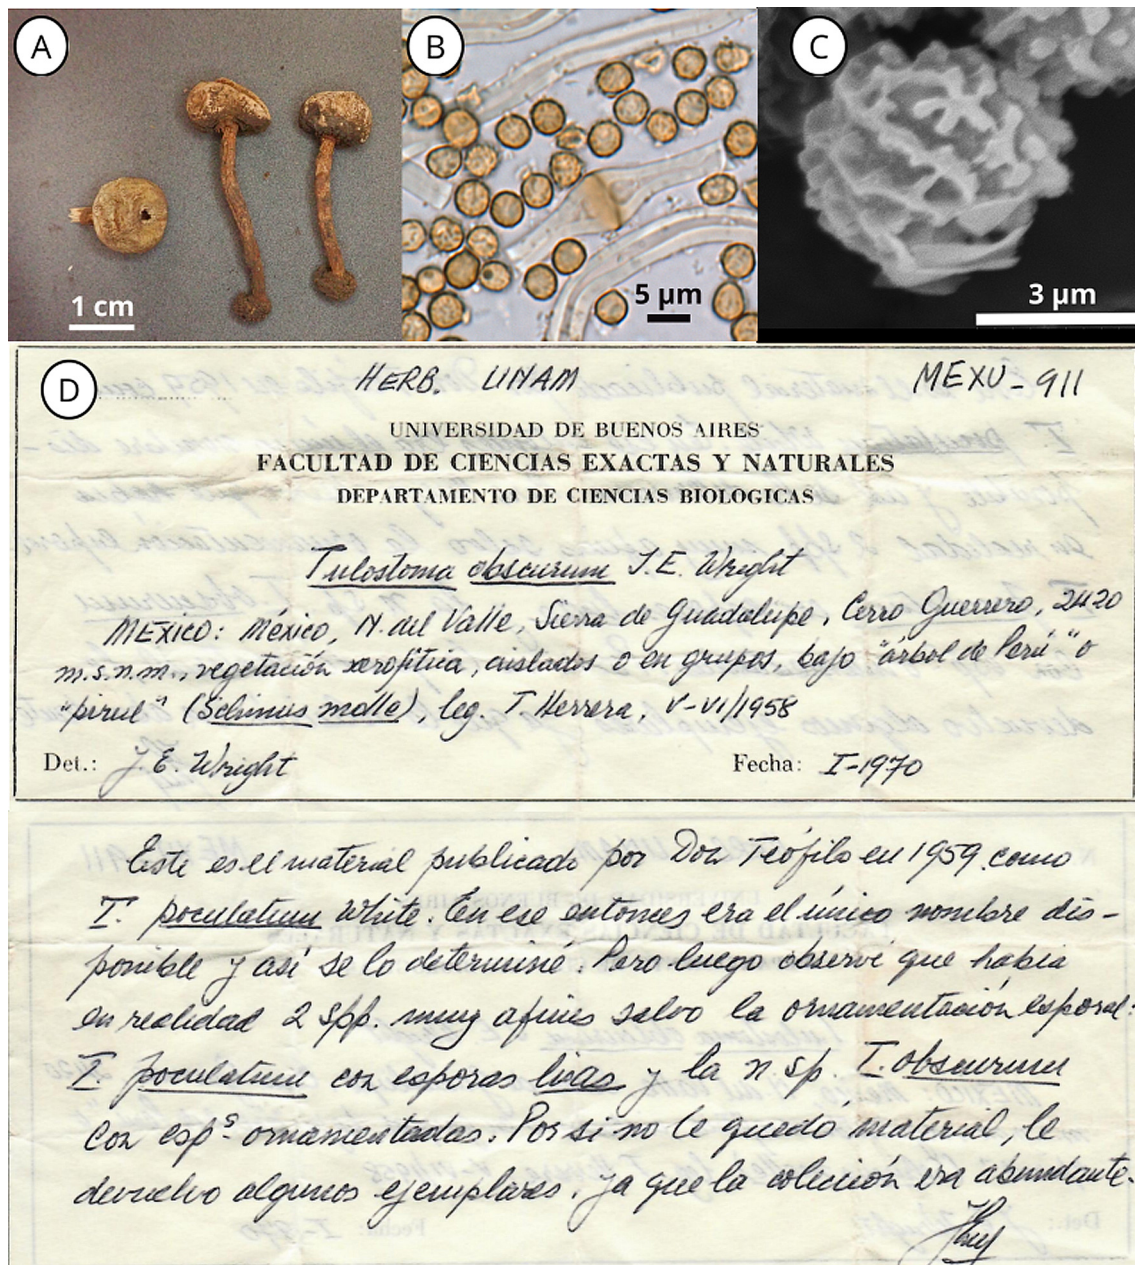 A
B
C
1 cm
5 µm
3 µm
D
HERB. UNAM
MEXU-911
UNIVERSIDAD DE BUENOS AIRES
FACULTAD DE CIENCIAS EXACTAS Y NATURALES
DEPARTAMENTO DE CIENCIAS BIOLOGICAS
Tulostoma obscurum J.E. Wright
MEXICO: México, N. del Valle, Sierra de Guadalupe, Cerro Guerrero, 2420
m.s.n.m., vegetación xerofítica, aislados o en grupos, bajo "árbol de Perú" o
"pirul" (Schinus molle), leg. T. Herrera, V-VI/1958
Det.: J.E. Wright
Fecha: I-1970
Este es el material publicado por Don Teófilo en 1959 como
T. poculatum White. En ese entonces era el único nombre dis-
ponible y así se lo determiné. Pero luego observé que había
en realidad 2 spp. muy afines salvo la ornamentación esporal:
T. poculatum con esporas lisas y la n sp. T. obscurum
con esps. ornamentadas. Por si no le quedó material, le
devuelvo algunos ejemplares, ya que la colección era abundante.